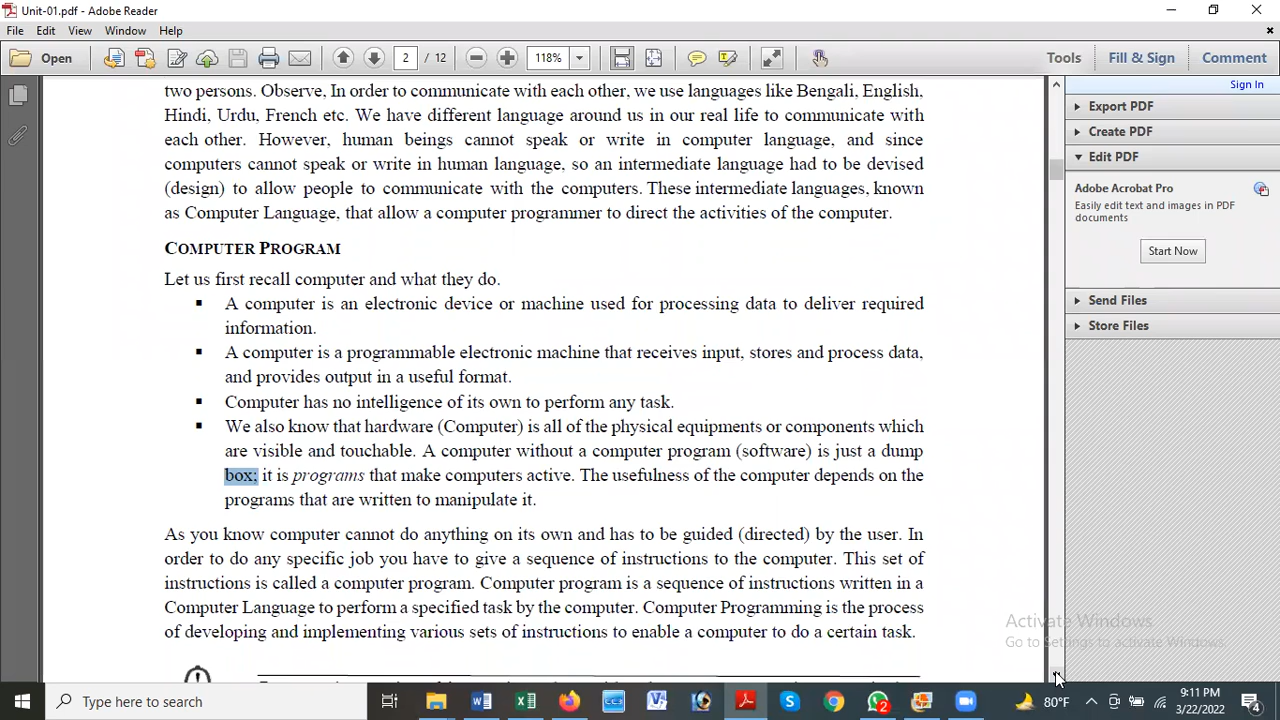 Unit-01.pdf - Adobe Reader
File Edit View Window Help
Open 2 / 12 118% Tools Fill & Sign Comment
Sign In
two persons. Observe, In order to communicate with each other, we use languages like Bengali, English,
Hindi, Urdu, French etc. We have different language around us in our real life to communicate with
each other. However, human beings cannot speak or write in computer language, and since
computers cannot speak or write in human language, so an intermediate language had to be devised
(design) to allow people to communicate with the computers. These intermediate languages, known
as Computer Language, that allow a computer programmer to direct the activities of the computer.
COMPUTER PROGRAM
Let us first recall computer and what they do.
▪ A computer is an electronic device or machine used for processing data to deliver required
information.
▪ A computer is a programmable electronic machine that receives input, stores and process data,
and provides output in a useful format.
▪ Computer has no intelligence of its own to perform any task.
▪ We also know that hardware (Computer) is all of the physical equipments or components which
are visible and touchable. A computer without a computer program (software) is just a dump
box; it is programs that make computers active. The usefulness of the computer depends on the
programs that are written to manipulate it.
As you know computer cannot do anything on its own and has to be guided (directed) by the user. In
order to do any specific job you have to give a sequence of instructions to the computer. This set of
instructions is called a computer program. Computer program is a sequence of instructions written in a
Computer Language to perform a specified task by the computer. Computer Programming is the process
of developing and implementing various sets of instructions to enable a computer to do a certain task.
Export PDF
Create PDF
Edit PDF
Adobe Acrobat Pro
Easily edit text and images in PDF
documents
Start Now
Send Files
Store Files
Activate Windows
Go to Settings to activate Windows.
Type here to search
80°F
9:11 PM
3/22/2022
4
2